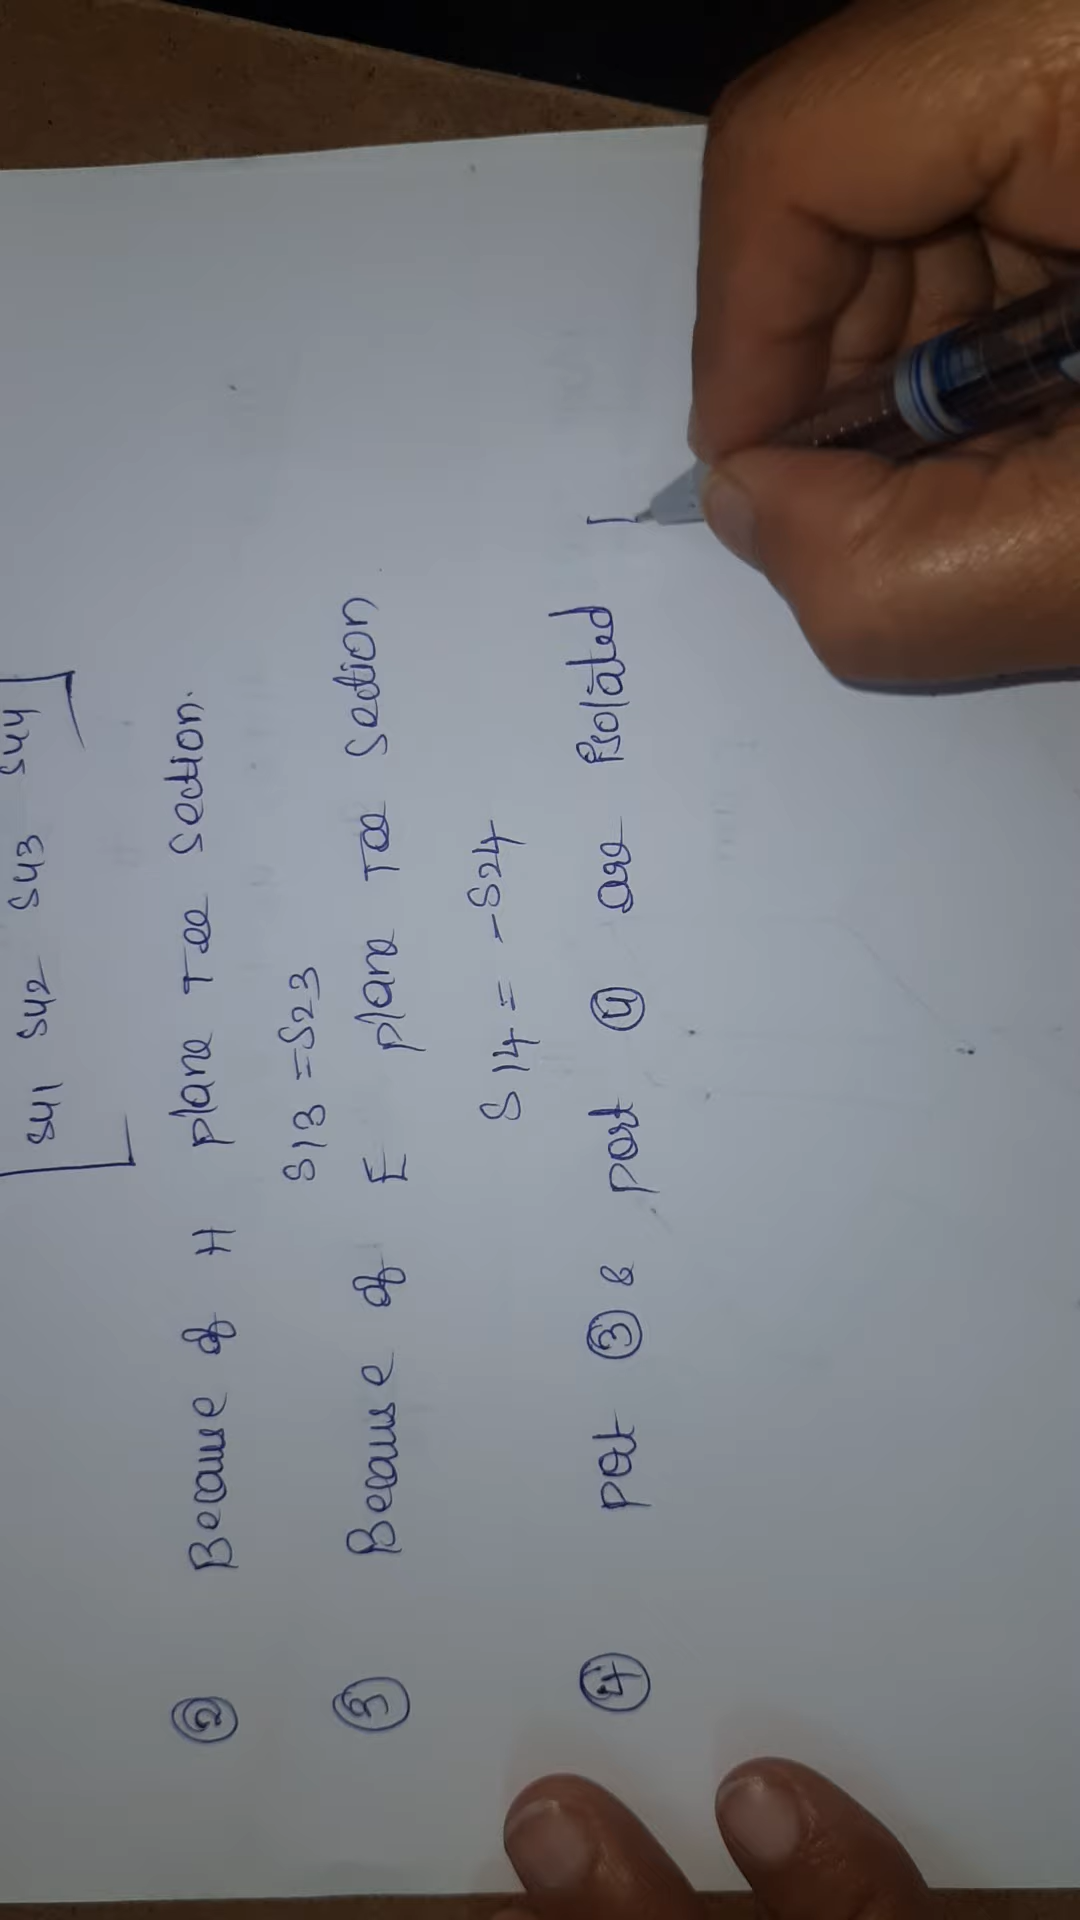 S41 S42 S43 S44
② Because of H plane Tee Section.
S13 = S23
③ Because of E plane Tee Section
S14 = -S24
④ Port ③ & port ④ are Isolated